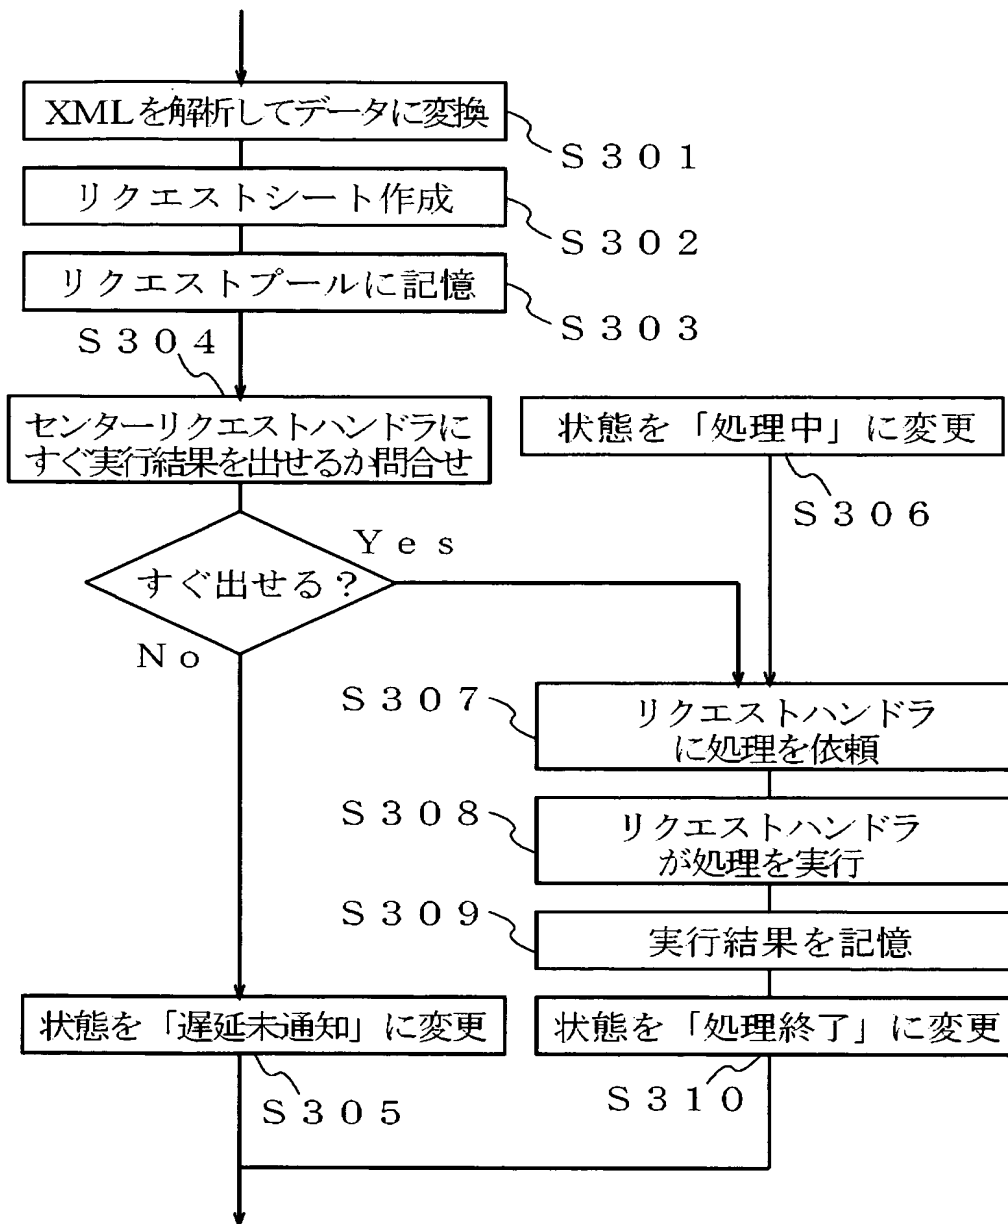 XMLを解析してデータに変換
S301
リクエストシート作成
S302
リクエストプールに記憶
S303
S304
センターリクエストハンドラに
すぐ実行結果を出せるか問合せ
状態を「処理中」に変更
S306
すぐ出せる？
Yes
No
S307
リクエストハンドラ
に処理を依頼
S308
リクエストハンドラ
が処理を実行
S309
実行結果を記憶
状態を「遅延未通知」に変更
S305
状態を「処理終了」に変更
S310